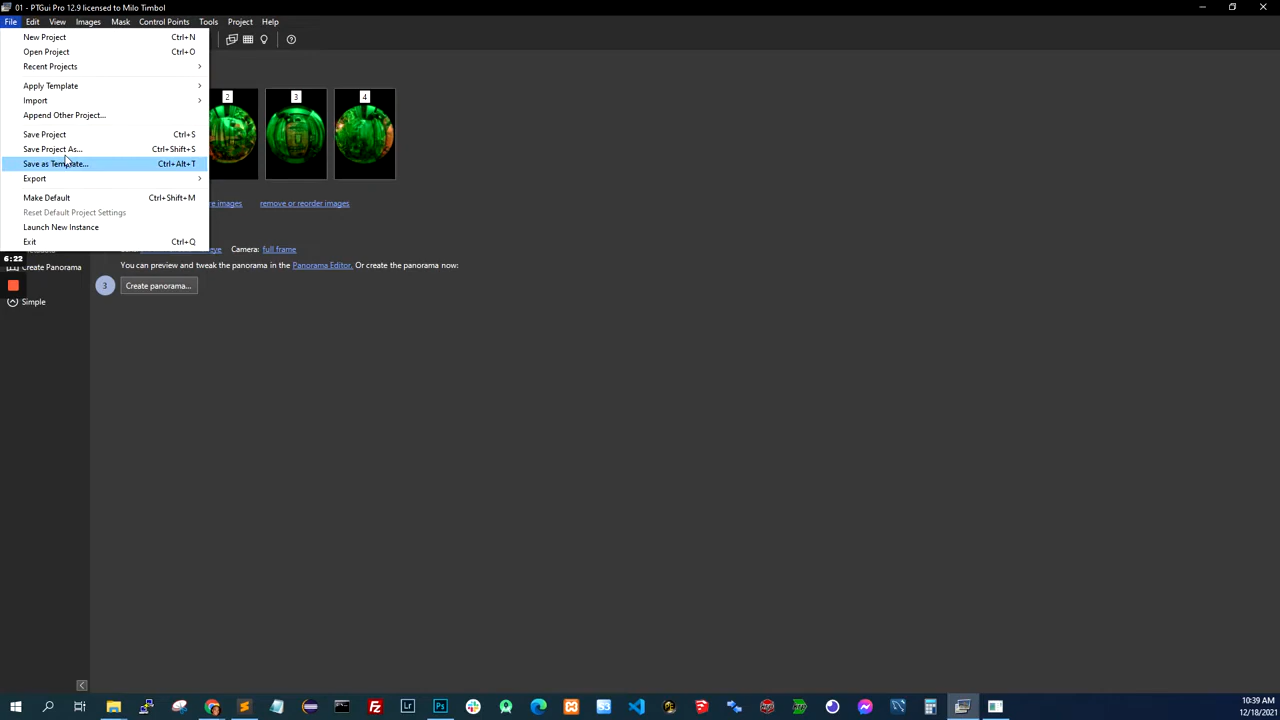 01 - PTGui Pro 12.9 licensed to Milo Timbol
File Edit View Images Mask Control Points Tools Project Help
New Project Ctrl+N
Open Project Ctrl+O
Recent Projects
Apply Template
Import
Append Other Project...
Save Project Ctrl+S
Save Project As... Ctrl+Shift+S
Save as Template... Ctrl+Alt+T
Export
Make Default Ctrl+Shift+M
Reset Default Project Settings
Launch New Instance
Exit Ctrl+Q
2 3 4
images remove or reorder images
Camera: full frame
6:22
Create Panorama
You can preview and tweak the panorama in the Panorama Editor. Or create the panorama now:
3 Create panorama...
Simple
Lr Ps
10:39 AM
12/18/2021